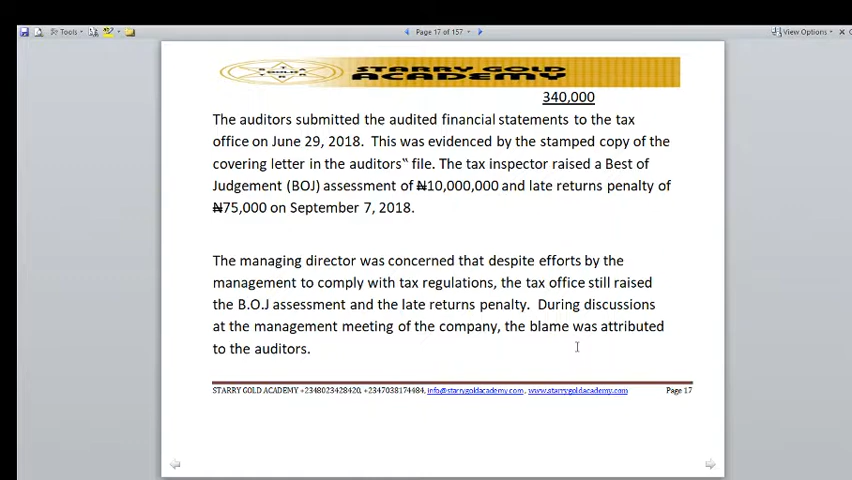 Tools
Page 17 of 157
View Options
STARRY GOLD
ACADEMY
340,000
The auditors submitted the audited financial statements to the tax
office on June 29, 2018. This was evidenced by the stamped copy of the
covering letter in the auditors‟ file. The tax inspector raised a Best of
Judgement (BOJ) assessment of ₦10,000,000 and late returns penalty of
₦75,000 on September 7, 2018.
The managing director was concerned that despite efforts by the
management to comply with tax regulations, the tax office still raised
the B.O.J assessment and the late returns penalty. During discussions
at the management meeting of the company, the blame was attributed
to the auditors.
STARRY GOLD ACADEMY +2348023428420, +2347038174484, info@starrygoldacademy.com, www.starrygoldacademy.com Page 17